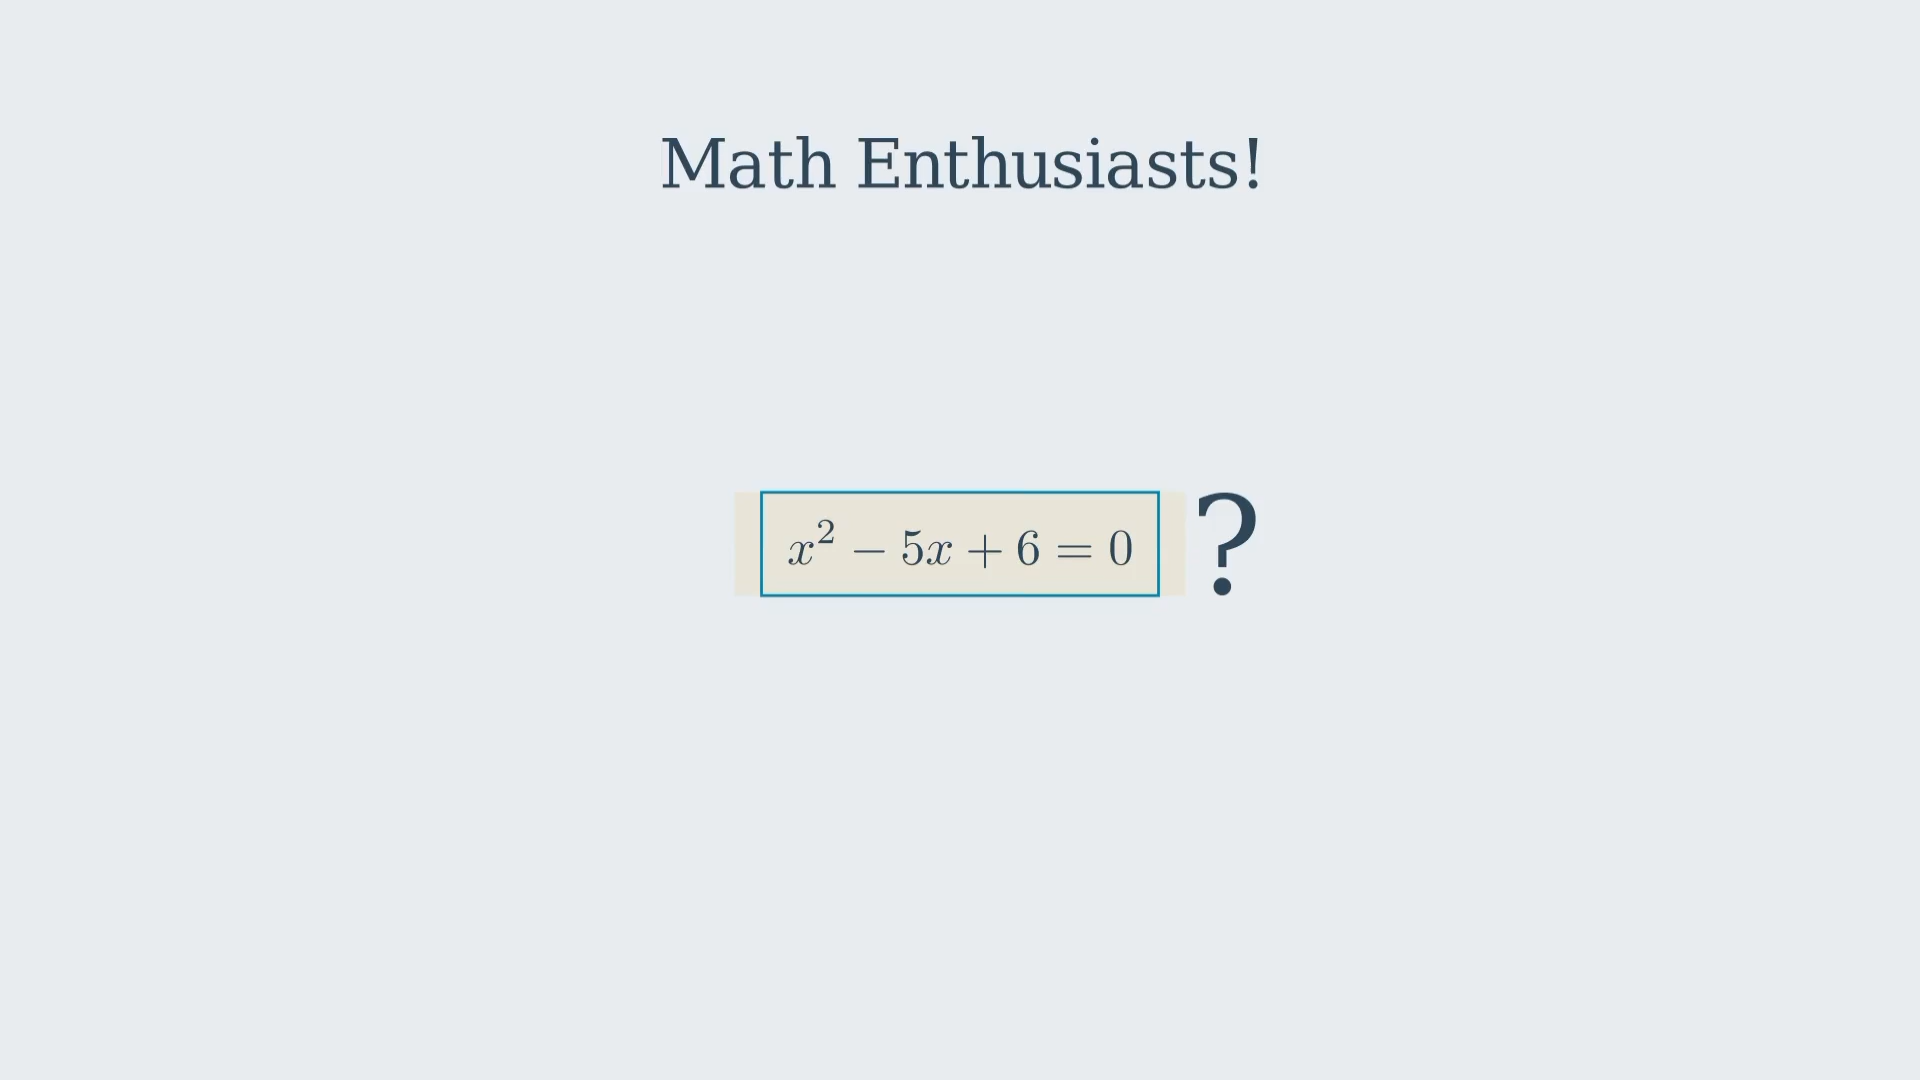 Math Enthusiasts!
x² − 5x + 6 = 0 ?